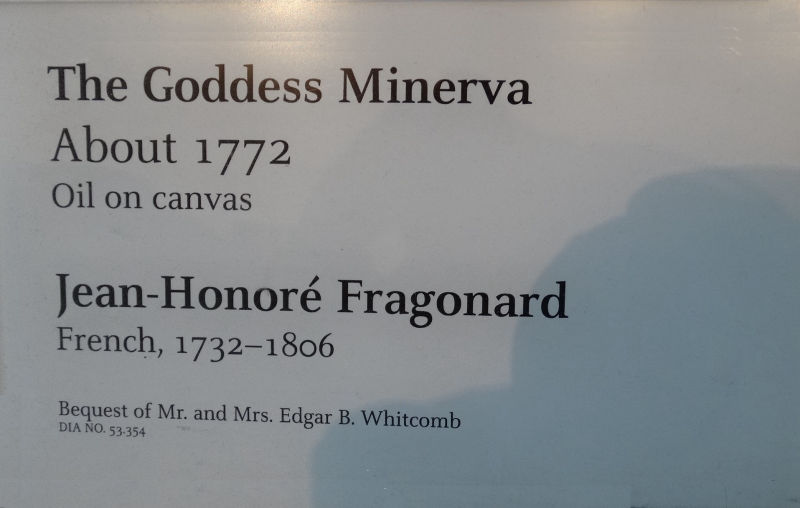 The Goddess Minerva
About 1772
Oil on canvas
Jean-Honoré Fragonard
French, 1732–1806
Bequest of Mr. and Mrs. Edgar B. Whitcomb
DIA NO. 53.354